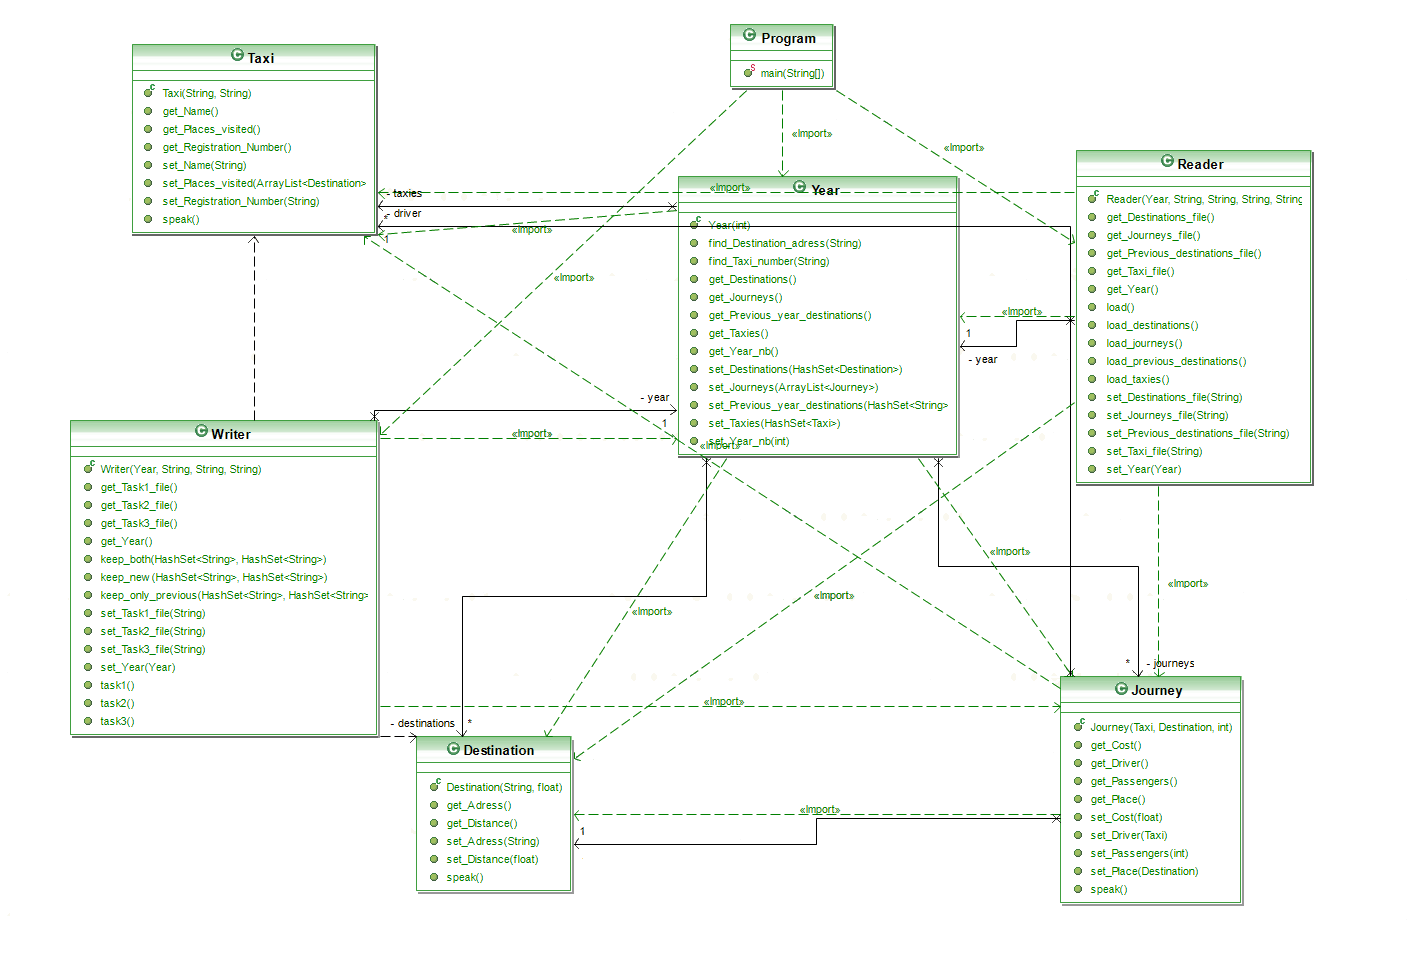 Program
main(String[])
Taxi
Taxi(String, String)
get_Name()
get_Places_visited()
get_Registration_Number()
set_Name(String)
set_Places_visited(ArrayList<Destination>
set_Registration_Number(String)
speak()
«Import»
«Import»
«Import»
- taxies
*
- driver
1
«Import»
«Import»
Year
Year(int)
find_Destination_adress(String)
find_Taxi_number(String)
get_Destinations()
get_Journeys()
get_Previous_year_destinations()
get_Taxies()
get_Year_nb()
set_Destinations(HashSet<Destination>)
set_Journeys(ArrayList<Journey>)
set_Previous_year_destinations(HashSet<String>
set_Taxies(HashSet<Taxi>)
set_Year_nb(int)
«Import»
Reader
Reader(Year, String, String, String, String
get_Destinations_file()
get_Journeys_file()
get_Previous_destinations_file()
get_Taxi_file()
get_Year()
load()
load_destinations()
load_journeys()
load_previous_destinations()
load_taxies()
set_Destinations_file(String)
set_Journeys_file(String)
set_Previous_destinations_file(String)
set_Taxi_file(String)
set_Year(Year)
«Import»
1
- year
- year
1
«Import»
Writer
Writer(Year, String, String, String)
get_Task1_file()
get_Task2_file()
get_Task3_file()
get_Year()
keep_both(HashSet<String>, HashSet<String>)
keep_new(HashSet<String>, HashSet<String>)
keep_only_previous(HashSet<String>, HashSet<String>
set_Task1_file(String)
set_Task2_file(String)
set_Task3_file(String)
set_Year(Year)
task1()
task2()
task3()
«Import»
«Import»
«Import»
«Import»
* - journeys
«Import»
- destinations *
Destination
Destination(String, float)
get_Adress()
get_Distance()
set_Adress(String)
set_Distance(float)
speak()
«Import»
1
Journey
Journey(Taxi, Destination, int)
get_Cost()
get_Driver()
get_Passengers()
get_Place()
set_Cost(float)
set_Driver(Taxi)
set_Passengers(int)
set_Place(Destination)
speak()